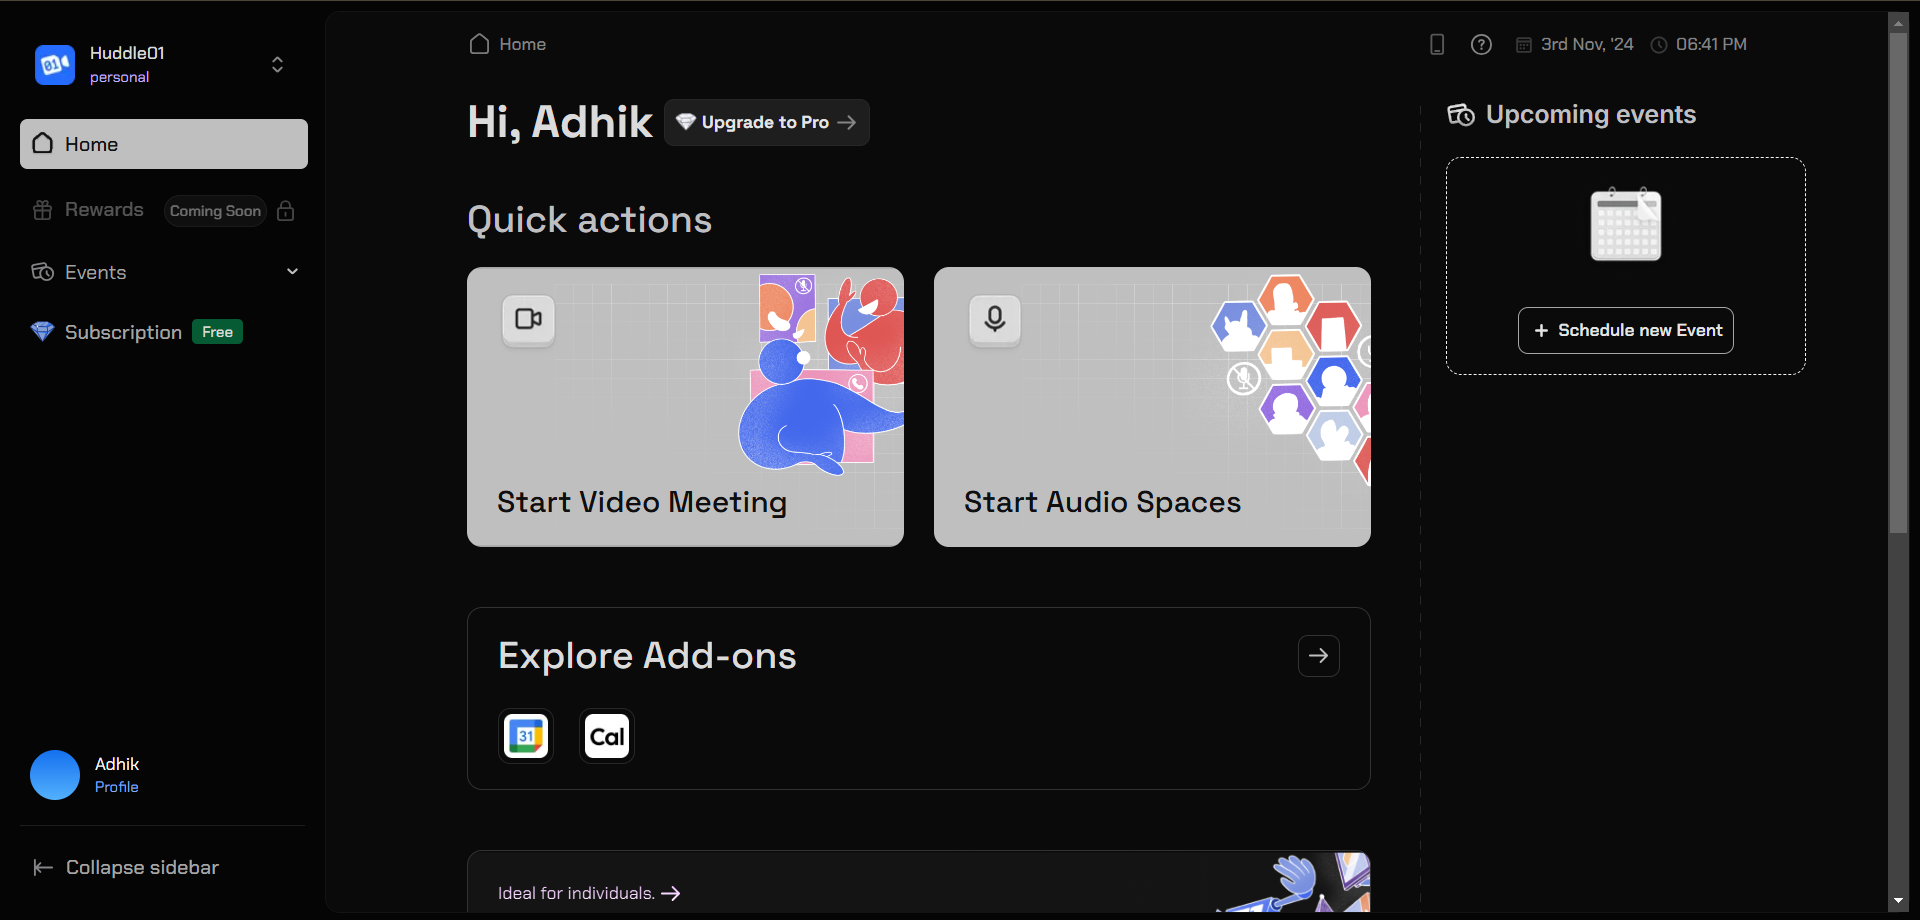 Huddle01
personal
Home
Rewards
Coming Soon
Events
Subscription
Free
Adhik
Profile
Collapse sidebar
Home
3rd Nov, '24
06:41 PM
Hi, Adhik
Upgrade to Pro
Quick actions
Start Video Meeting
Start Audio Spaces
Explore Add-ons
31
Cal
Ideal for individuals.
Upcoming events
+ Schedule new Event